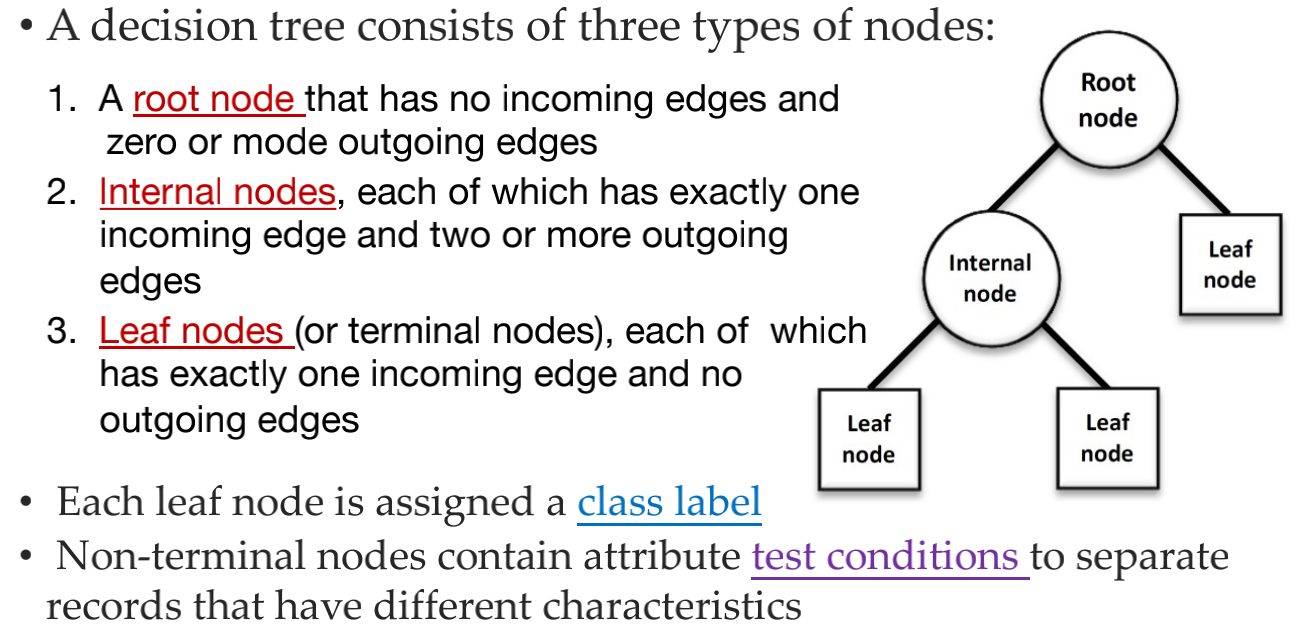 • A decision tree consists of three types of nodes:
1. A root node that has no incoming edges and
zero or mode outgoing edges
2. Internal nodes, each of which has exactly one
incoming edge and two or more outgoing
edges
3. Leaf nodes (or terminal nodes), each of which
has exactly one incoming edge and no
outgoing edges
• Each leaf node is assigned a class label
• Non-terminal nodes contain attribute test conditions to separate
records that have different characteristics
Root
node
Internal
node
Leaf
node
Leaf
node
Leaf
node